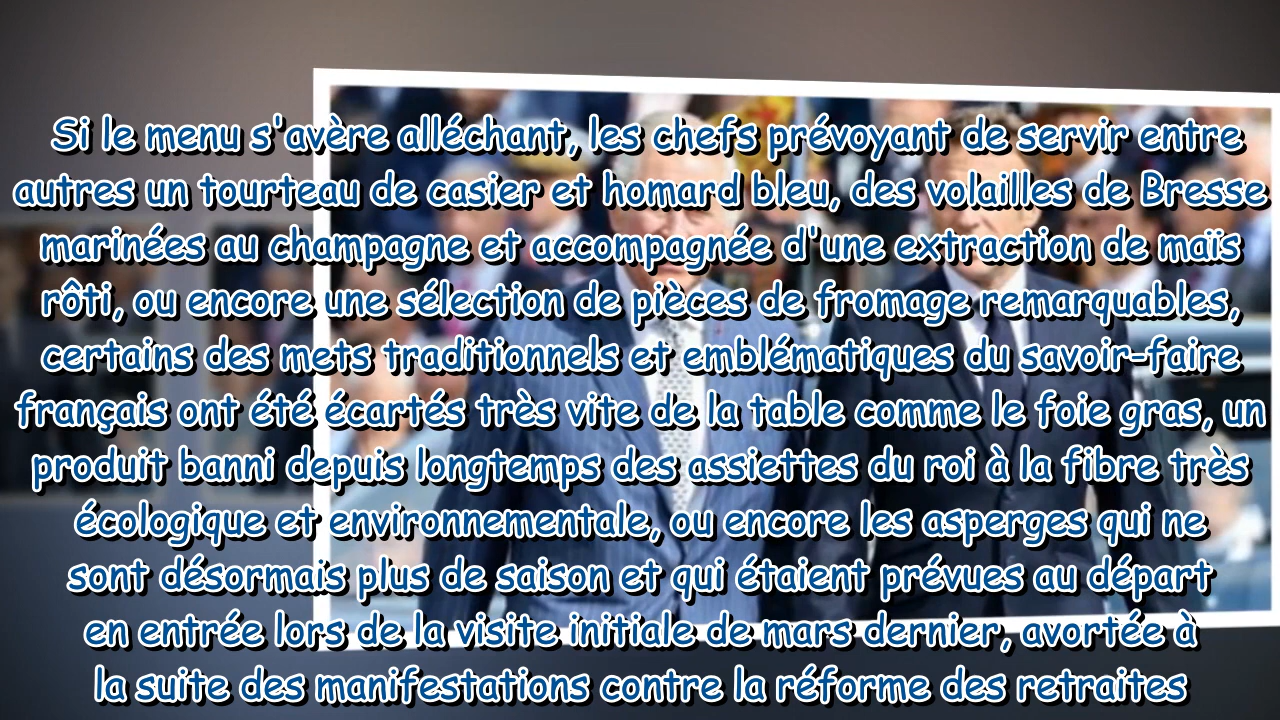 Si le menu s'avère alléchant, les chefs prévoyant de servir entre
autres un tourteau de casier et homard bleu, des volailles de Bresse
marinées au champagne et accompagnée d'une extraction de maïs
rôti, ou encore une sélection de pièces de fromage remarquables,
certains des mets traditionnels et emblématiques du savoir-faire
français ont été écartés très vite de la table comme le foie gras, un
produit banni depuis longtemps des assiettes du roi à la fibre très
écologique et environnementale, ou encore les asperges qui ne
sont désormais plus de saison et qui étaient prévues au départ
en entrée lors de la visite initiale de mars dernier, avortée à
la suite des manifestations contre la réforme des retraites